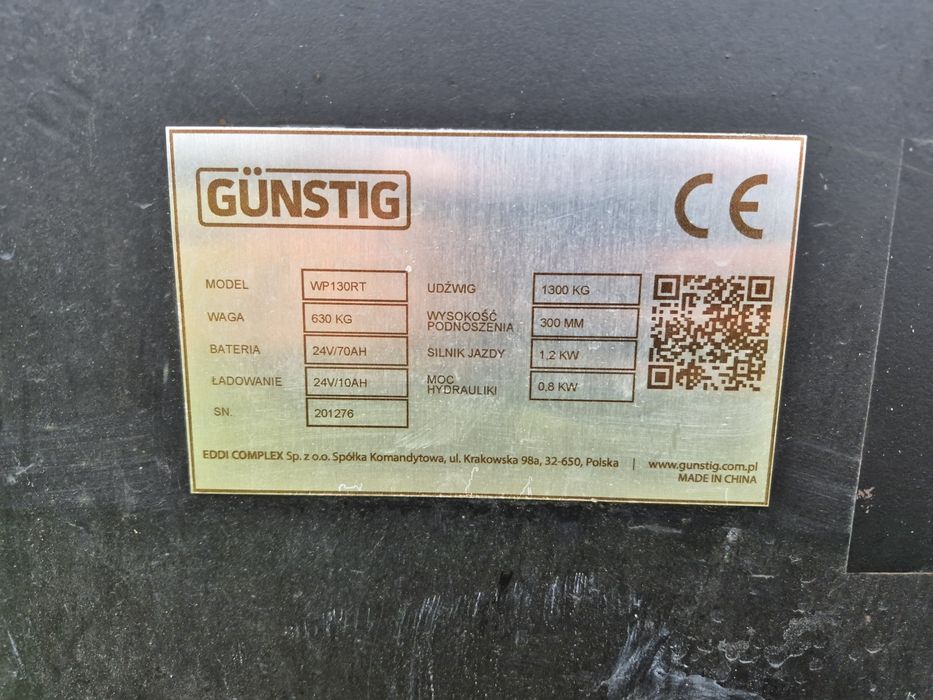 GÜNSTIG
CE
MODEL WP130RT
WAGA 630 KG
BATERIA 24V/70AH
ŁADOWANIE 24V/10AH
SN. 201276
UDŹWIG 1300 KG
WYSOKOŚĆ
PODNOSZENIA 300 MM
SILNIK JAZDY 1,2 KW
MOC
HYDRAULIKI 0,8 KW
EDDI COMPLEX Sp. z o.o. Spółka Komandytowa, ul. Krakowska 98a, 32-650, Polska | www.gunstig.com.pl
MADE IN CHINA